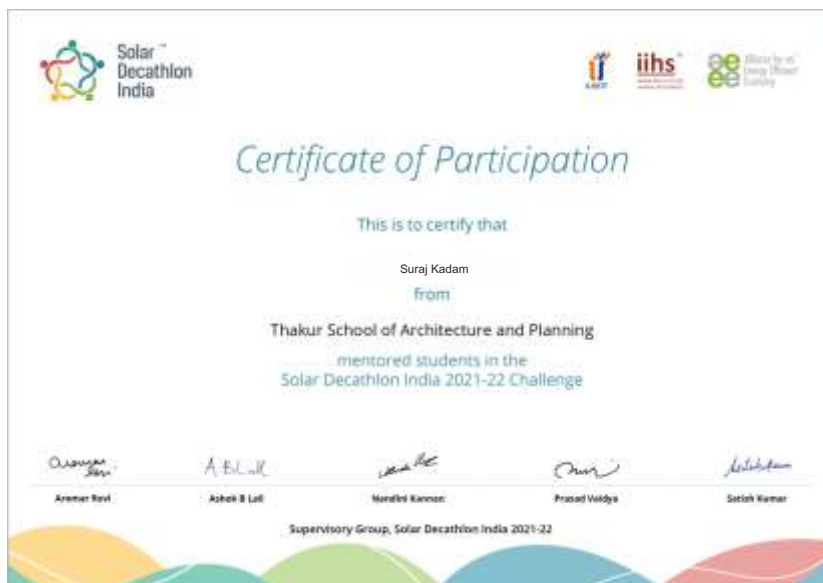 Solar™
Decathlon
India
iihs
Certificate of Participation
This is to certify that
Suraj Kadam
from
Thakur School of Architecture and Planning
mentored students in the
Solar Decathlon India 2021-22 Challenge
Aromar Revi
Ashok B Lall
Nandini Kannan
Prasad Vaidya
Satish Kumar
Supervisory Group, Solar Decathlon India 2021-22